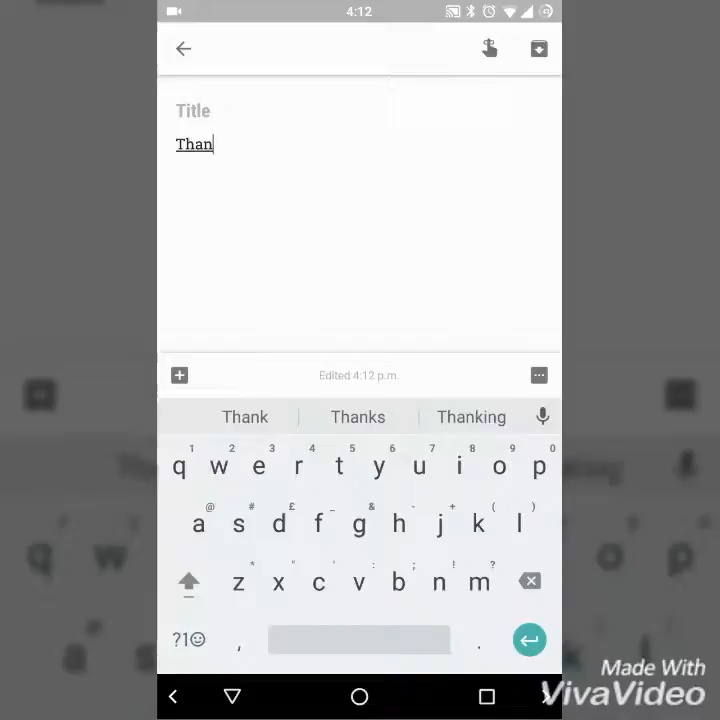 4:12
Title
Than
Edited 4:12 p.m.
Thank Thanks Thanking
1 2 3 4 5 6 7 8 9 0
q w e r t y u i o p
@ # £ _ & - + ( )
a s d f g h j k l
* " ' : ; ! ?
z x c v b n m
?1☺ , .
Made With
VivaVideo